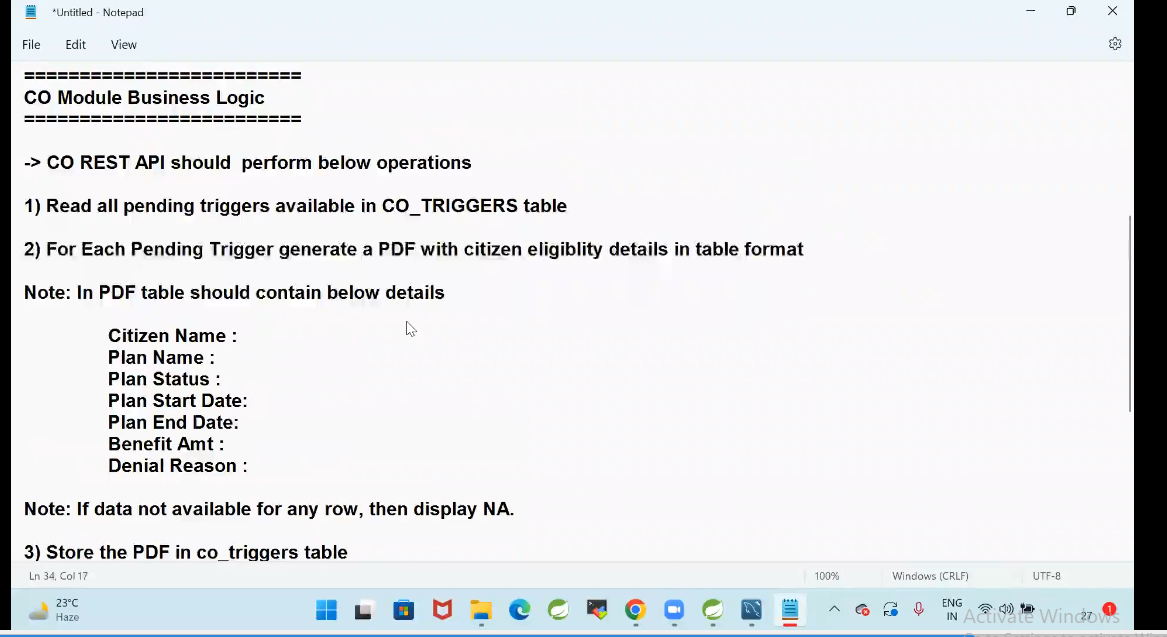 *Untitled - Notepad
File Edit View
=========================
CO Module Business Logic
=========================
-> CO REST API should perform below operations
1) Read all pending triggers available in CO_TRIGGERS table
2) For Each Pending Trigger generate a PDF with citizen eligiblity details in table format
Note: In PDF table should contain below details
Citizen Name :
Plan Name :
Plan Status :
Plan Start Date:
Plan End Date:
Benefit Amt :
Denial Reason :
Note: If data not available for any row, then display NA.
3) Store the PDF in co_triggers table
Ln 34, Col 17 100% Windows (CRLF) UTF-8
23°C
Haze
ENG
IN
Activate Windows
27
1